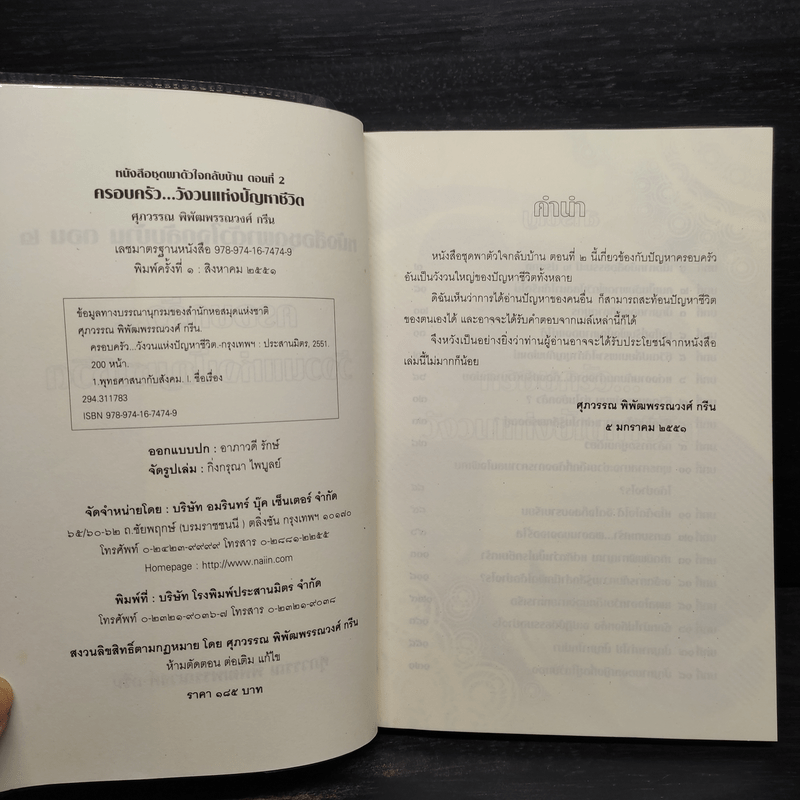 หนังสือชุดพาตัวใจกลับบ้าน ตอนที่ 2
ครอบครัว...วังวนแห่งปัญหาชีวิต
ศุภวรรณ พิพัฒพรรณวงศ์ กรีน
เลขมาตรฐานหนังสือ 978-974-16-7474-9
พิมพ์ครั้งที่ ๑ : สิงหาคม ๒๕๕๑
ข้อมูลทางบรรณานุกรมของสำนักหอสมุดแห่งชาติ
ศุภวรรณ พิพัฒพรรณวงศ์ กรีน.
ครอบครัว...วังวนแห่งปัญหาชีวิต.-กรุงเทพฯ : ประสานมิตร, 2551.
200 หน้า.
1.พุทธศาสนากับสังคม. I. ชื่อเรื่อง
294.311783
ISBN 978-974-16-7474-9
ออกแบบปก : อาภาวดี รักษ์
จัดรูปเล่ม : กิ่งกรุณา ไพบูลย์
จัดจำหน่ายโดย : บริษัท อมรินทร์ บุ๊ค เซ็นเตอร์ จำกัด
๖๕/๖๐-๖๒ ถ.ชัยพฤกษ์ (บรมราชชนนี ) ตลิ่งชัน กรุงเทพฯ ๑๐๑๗๐
โทรศัพท์ ๐-๒๔๒๓-๙๙๙๙ โทรสาร ๐-๒๘๘๑-๒๒๕๕
Homepage : http://www.naiin.com
พิมพ์ที่ : บริษัท โรงพิมพ์ประสานมิตร จำกัด
โทรศัพท์ ๐-๒๓๒๑-๙๐๓๖-๗ โทรสาร ๐-๒๓๒๑-๙๐๓๘
สงวนลิขสิทธิ์ตามกฎหมาย โดย ศุภวรรณ พิพัฒพรรณวงศ์ กรีน
ห้ามตัดตอน ต่อเติม แก้ไข
ราคา ๑๘๕ บาท
คำนำ
หนังสือชุดพาตัวใจกลับบ้าน ตอนที่ ๒ นี้เกี่ยวข้องกับปัญหาครอบครัว
อันเป็นวังวนใหญ่ของปัญหาชีวิตทั้งหลาย
ดิฉันเห็นว่าการได้อ่านปัญหาของคนอื่น ก็สามารถสะท้อนปัญหาชีวิต
ของตนเองได้ และอาจจะได้รับคำตอบจากเมล์เหล่านี้ก็ได้
จึงหวังเป็นอย่างยิ่งว่าท่านผู้อ่านอาจจะได้รับประโยชน์จากหนังสือ
เล่มนี้ไม่มากก็น้อย
ศุภวรรณ พิพัฒพรรณวงศ์ กรีน
๕ มกราคม ๒๕๕๑